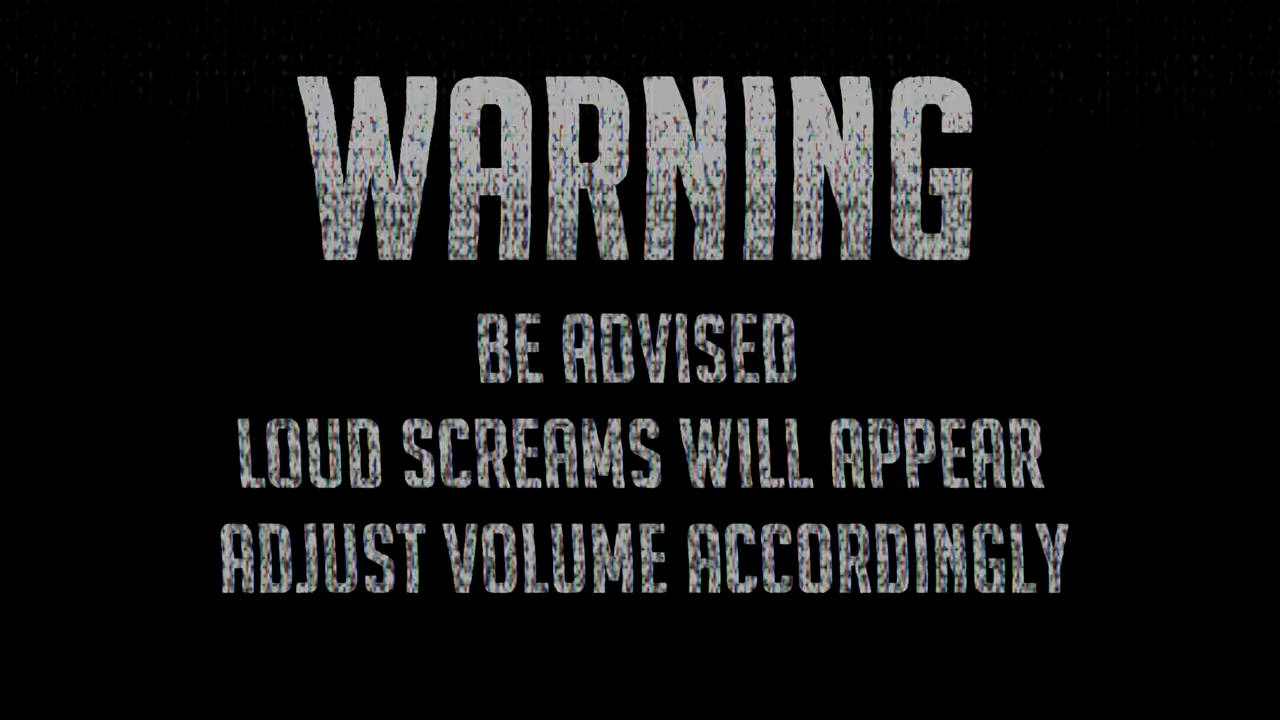 WARNING
BE ADVISED
LOUD SCREAMS WILL APPEAR
ADJUST VOLUME ACCORDINGLY